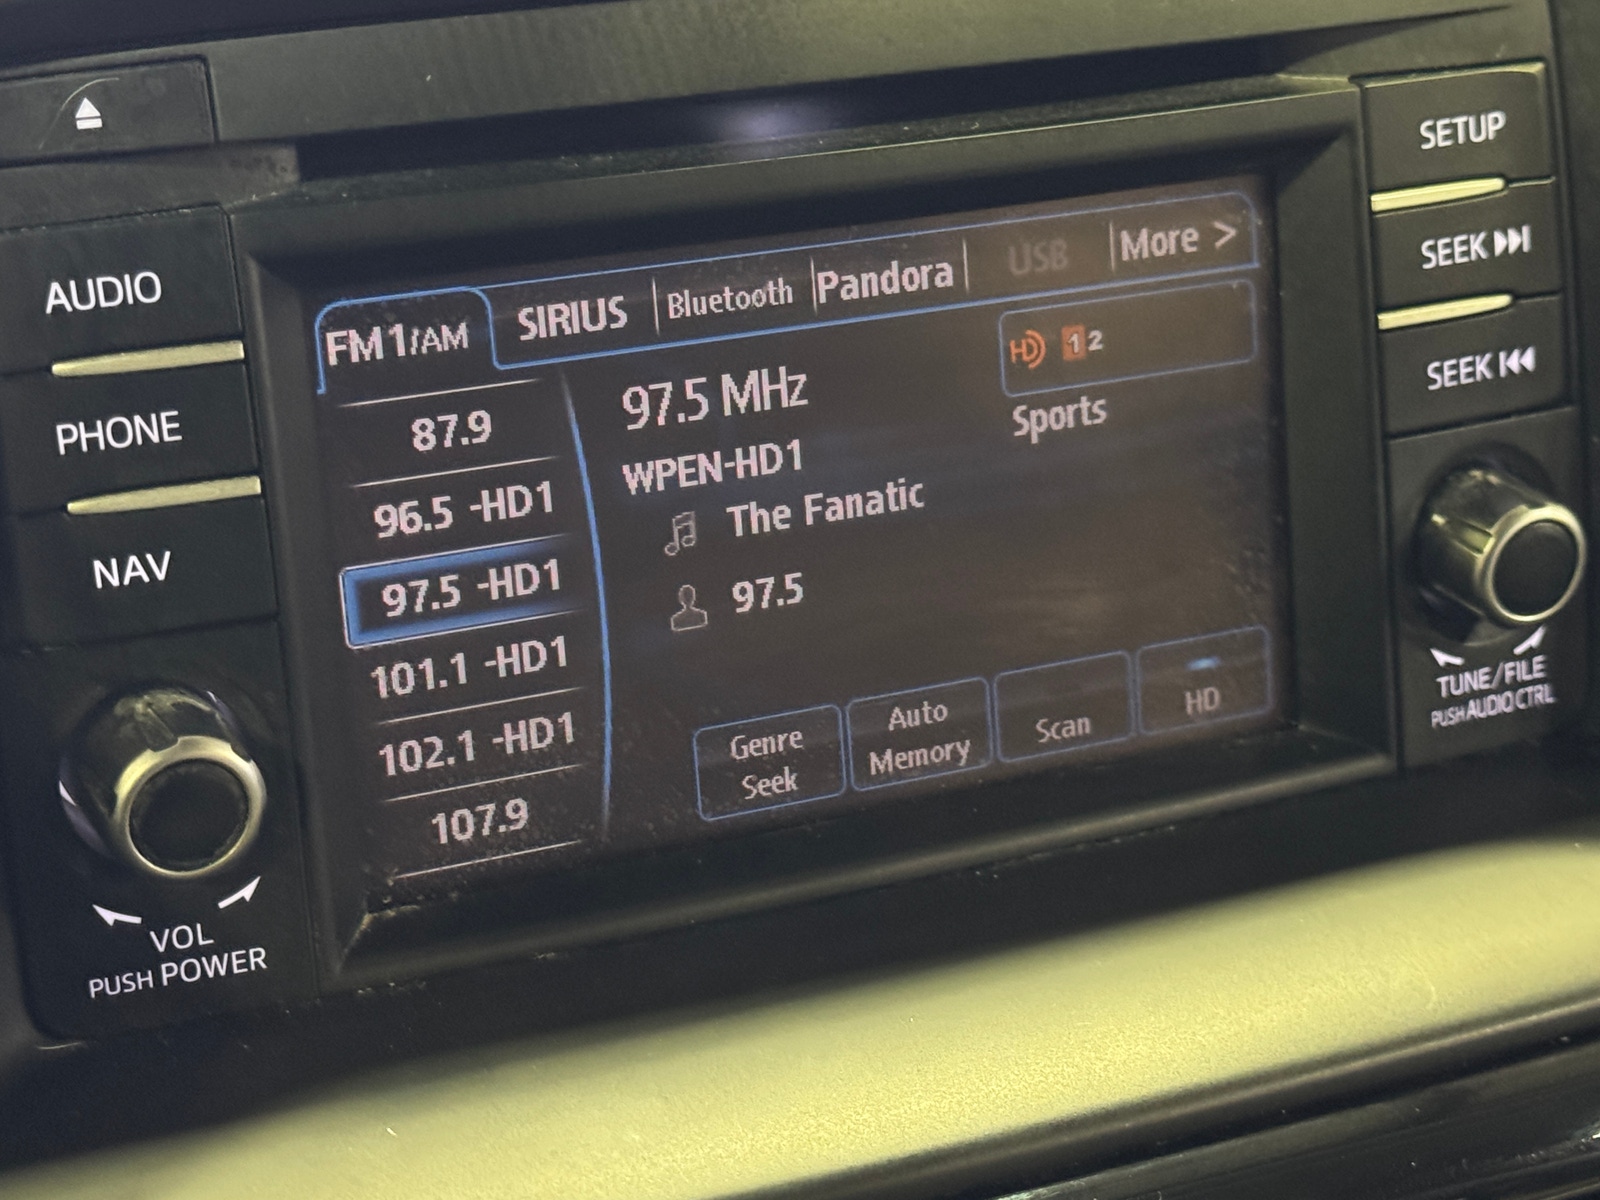 AUDIO
PHONE
NAV
VOL
PUSH POWER
FM1/AM SIRIUS Bluetooth Pandora USB More >
87.9
96.5 -HD1
97.5 -HD1
101.1 -HD1
102.1 -HD1
107.9
97.5 MHz
WPEN-HD1
The Fanatic
97.5
HD 1 2
Sports
Genre
Seek
Auto
Memory
Scan
HD
SETUP
SEEK
SEEK
TUNE/FILE
PUSH AUDIO CTRL